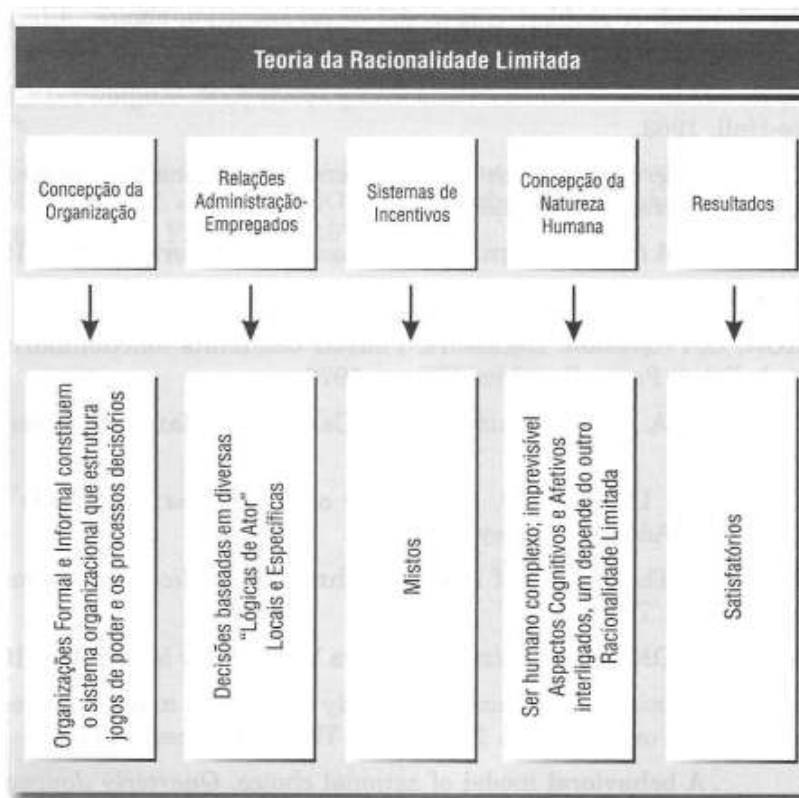 Teoria da Racionalidade Limitada
Concepção da
Organização
Relações
Administração-
Empregados
Sistemas de
Incentivos
Concepção da
Natureza
Humana
Resultados
Organizações Formal e Informal constituem
o sistema organizacional que estrutura
jogos de poder e os processos decisórios
Decisões baseadas em diversas
“Lógicas de Ator”
Locais e Específicas
Mistos
Ser humano complexo; imprevisível
Aspectos Cognitivos e Afetivos
interligados, um depende do outro
Racionalidade Limitada
Satisfatórios